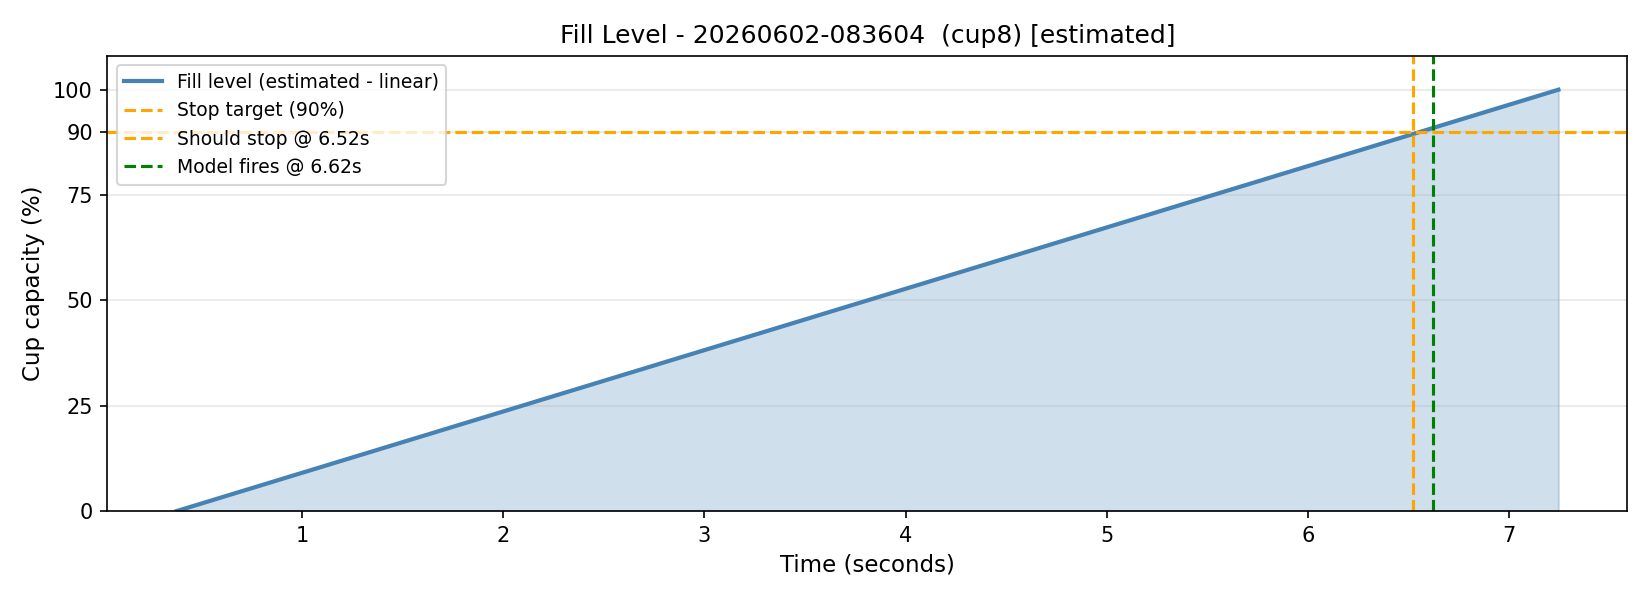 Fill Level - 20260602-083604  (cup8) [estimated]
Fill level (estimated - linear)
Stop target (90%)
Should stop @ 6.52s
Model fires @ 6.62s
Cup capacity (%)
100
90
75
50
25
0
1 2 3 4 5 6 7
Time (seconds)